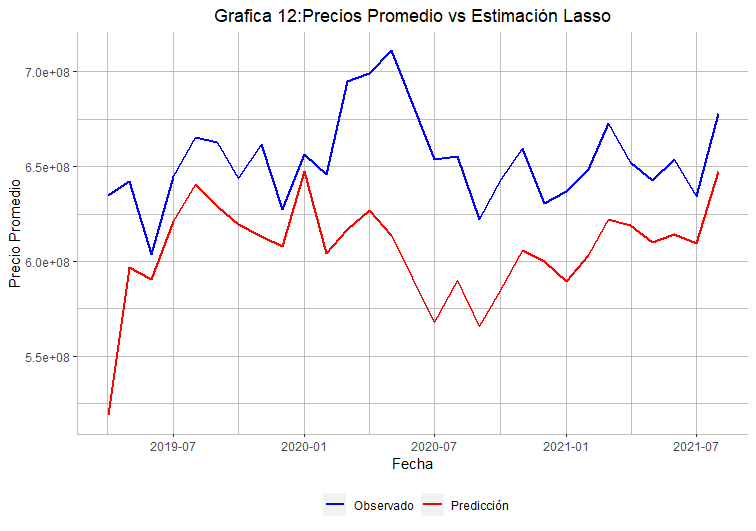 Grafica 12:Precios Promedio vs Estimación Lasso
Precio Promedio
7.0e+08
6.5e+08
6.0e+08
5.5e+08
2019-07 2020-01 2020-07 2021-01 2021-07
Fecha
Observado Predicción